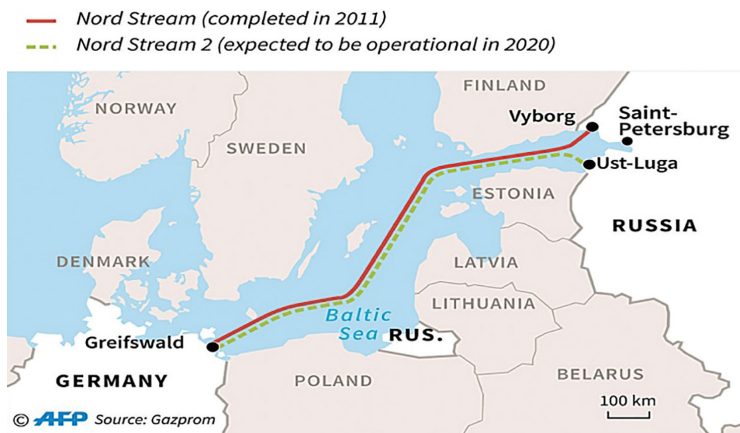 Nord Stream (completed in 2011)
Nord Stream 2 (expected to be operational in 2020)
FINLAND
NORWAY
Vyborg
Saint-
Petersburg
SWEDEN
Ust-Luga
ESTONIA
RUSSIA
DENMARK
LATVIA
LITHUANIA
Baltic
Sea
RUS.
Greifswald
GERMANY
POLAND
BELARUS
100 km
© AFP Source: Gazprom